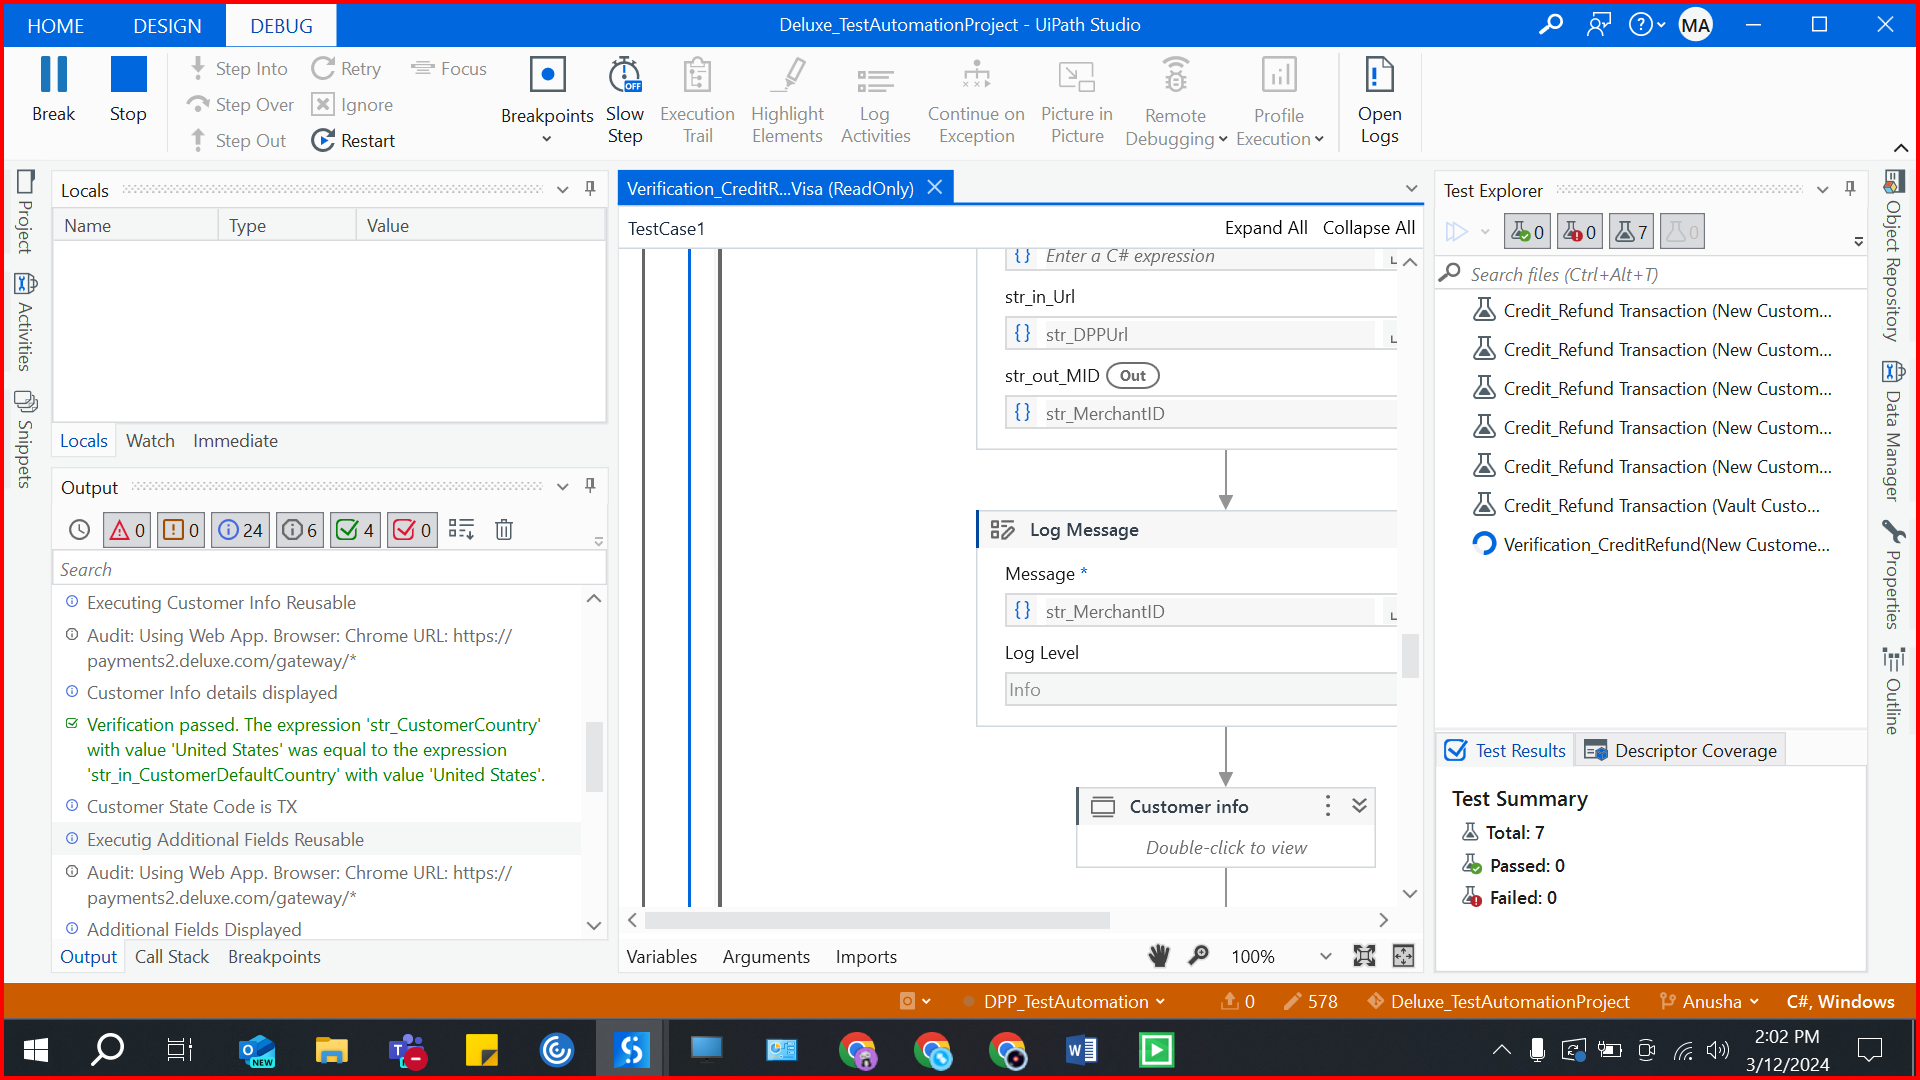 HOME DESIGN DEBUG
Deluxe_TestAutomationProject - UiPath Studio
MA
Break
Stop
Step Into
Step Over
Step Out
Retry
Ignore
Restart
Focus
Breakpoints
Slow
Step
Execution
Trail
Highlight
Elements
Log
Activities
Continue on
Exception
Picture in
Picture
Remote
Debugging
Profile
Execution
Open
Logs
OFF
Project
Activities
Snippets
Locals
Name Type Value
Locals Watch Immediate
Output
0 0 24 6 4 0
Search
Executing Customer Info Reusable
Audit: Using Web App. Browser: Chrome URL: https://
payments2.deluxe.com/gateway/*
Customer Info details displayed
Verification passed. The expression 'str_CustomerCountry'
with value 'United States' was equal to the expression
'str_in_CustomerDefaultCountry' with value 'United States'.
Customer State Code is TX
Executig Additional Fields Reusable
Audit: Using Web App. Browser: Chrome URL: https://
payments2.deluxe.com/gateway/*
Additional Fields Displayed
Output Call Stack Breakpoints
Verification_CreditR...Visa (ReadOnly)
TestCase1
Expand All Collapse All
{} Enter a C# expression
str_in_Url
{} str_DPPUrl
str_out_MID Out
{} str_MerchantID
Log Message
Message *
{} str_MerchantID
Log Level
Info
Customer info
Double-click to view
Variables Arguments Imports
100%
Test Explorer
0 0 7 0
Search files (Ctrl+Alt+T)
Credit_Refund Transaction (New Custom...
Credit_Refund Transaction (New Custom...
Credit_Refund Transaction (New Custom...
Credit_Refund Transaction (New Custom...
Credit_Refund Transaction (New Custom...
Credit_Refund Transaction (Vault Custo...
Verification_CreditRefund(New Custome...
Test Results Descriptor Coverage
Test Summary
Total: 7
Passed: 0
Failed: 0
Object Repository
Data Manager
Properties
Outline
DPP_TestAutomation 0 578 Deluxe_TestAutomationProject Anusha C#, Windows
NEW
2:02 PM
3/12/2024